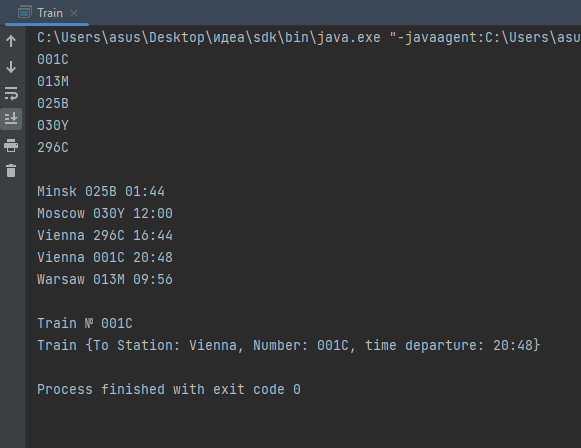 Train
C:\Users\asus\Desktop\идеа\sdk\bin\java.exe "-javaagent:C:\Users\asu
001C
013M
025B
030Y
296C
Minsk 025B 01:44
Moscow 030Y 12:00
Vienna 296C 16:44
Vienna 001C 20:48
Warsaw 013M 09:56
Train № 001C
Train {To Station: Vienna, Number: 001C, time departure: 20:48}
Process finished with exit code 0